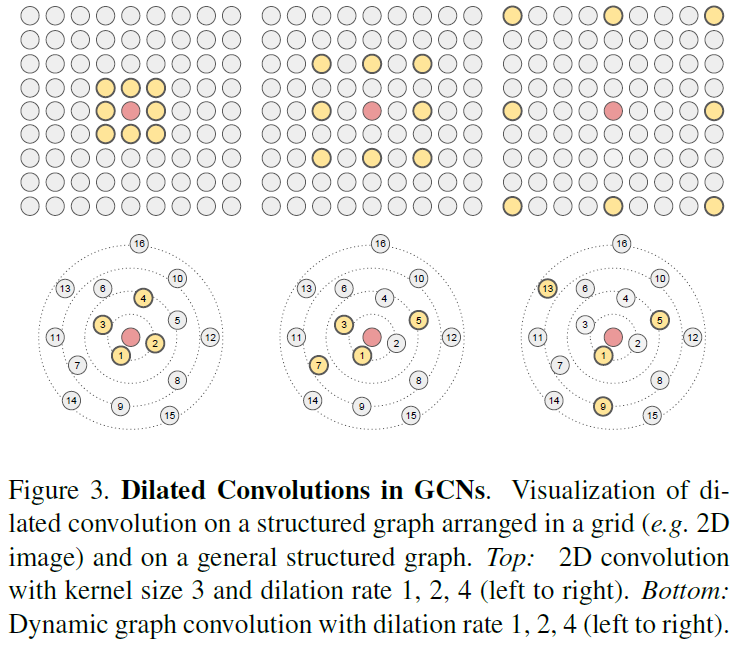 16 16 16
10 10 10
13 6 13 6 13 6
4 4 4
5 5 5
3 3 3
11 2 12 11 2 12 11 2 12
1 1 1
7 7 7
8 8 8
14 9 14 9 14 9
15 15 15
Figure 3. Dilated Convolutions in GCNs. Visualization of di-
lated convolution on a structured graph arranged in a grid (e.g. 2D
image) and on a general structured graph. Top: 2D convolution
with kernel size 3 and dilation rate 1, 2, 4 (left to right). Bottom:
Dynamic graph convolution with dilation rate 1, 2, 4 (left to right).